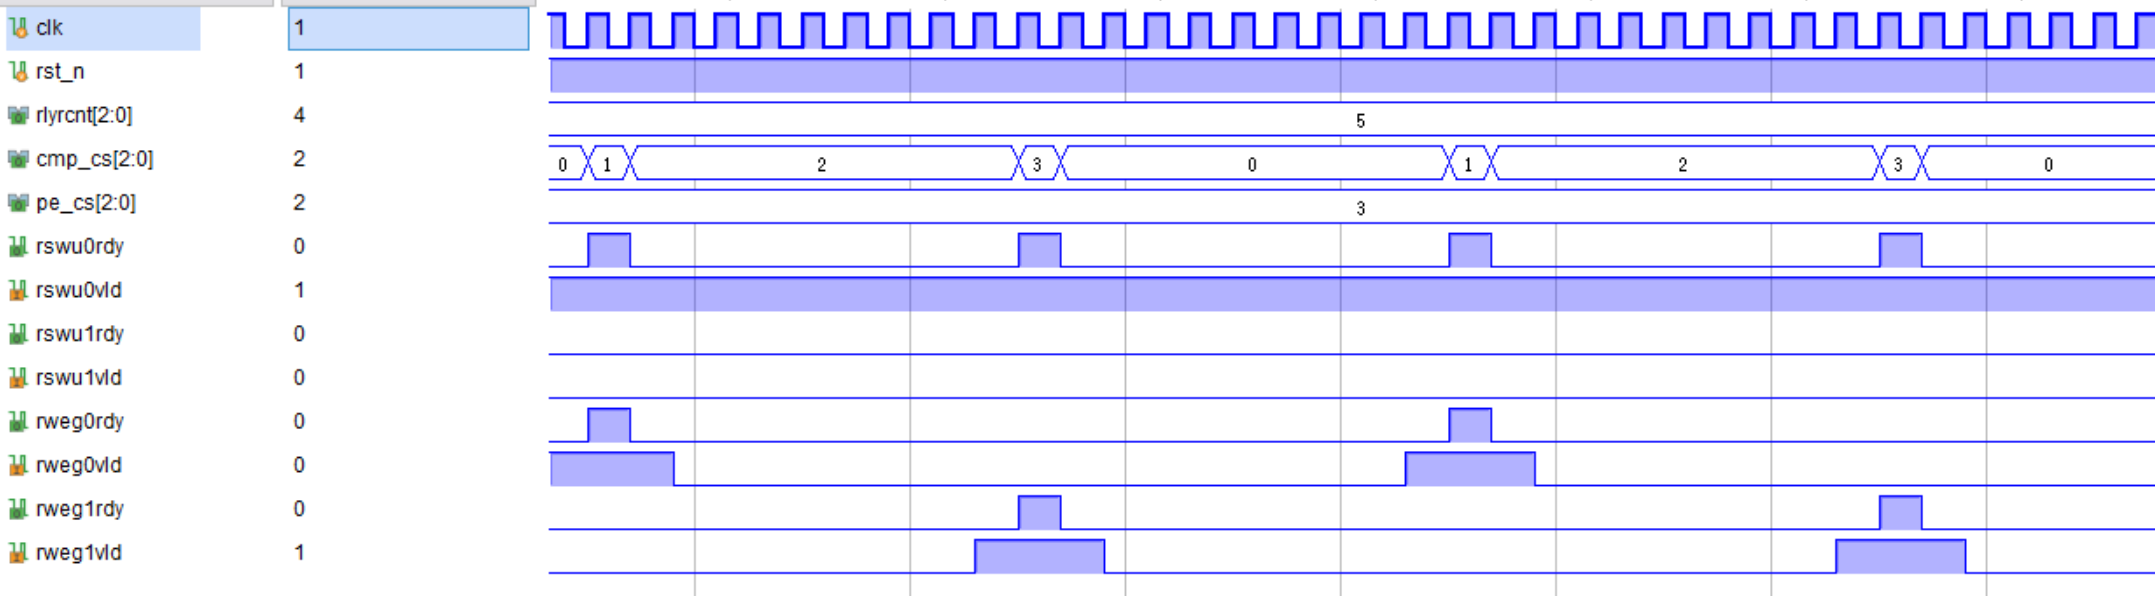 clk 1
rst_n 1
rlyrcnt[2:0] 4 5
cmp_cs[2:0] 2 0 1 2 3 0 1 2 3 0
pe_cs[2:0] 2 3
rswu0rdy 0
rswu0vld 1
rswu1rdy 0
rswu1vld 0
rweg0rdy 0
rweg0vld 0
rweg1rdy 0
rweg1vld 1